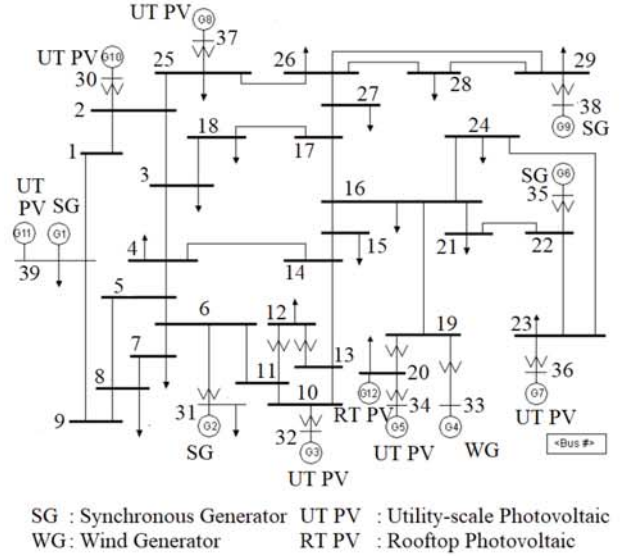 UT PV G8
37
UT PV G10
25
26
29
30
28
38
2
27
G9 SG
18
24
1
17
SG G6
UT PV
SG
3
16
35
G11
G1
15
21
22
39
4
14
5
6
12
19
23
7
13
20
8
11
10
36
9
31
RT PV
G12
34
33
G7
G2
32
G5
G4
UT PV
SG
G3
UT PV
WG
<Bus #>
UT PV
SG : Synchronous Generator UT PV : Utility-scale Photovoltaic
WG : Wind Generator RT PV : Rooftop Photovoltaic